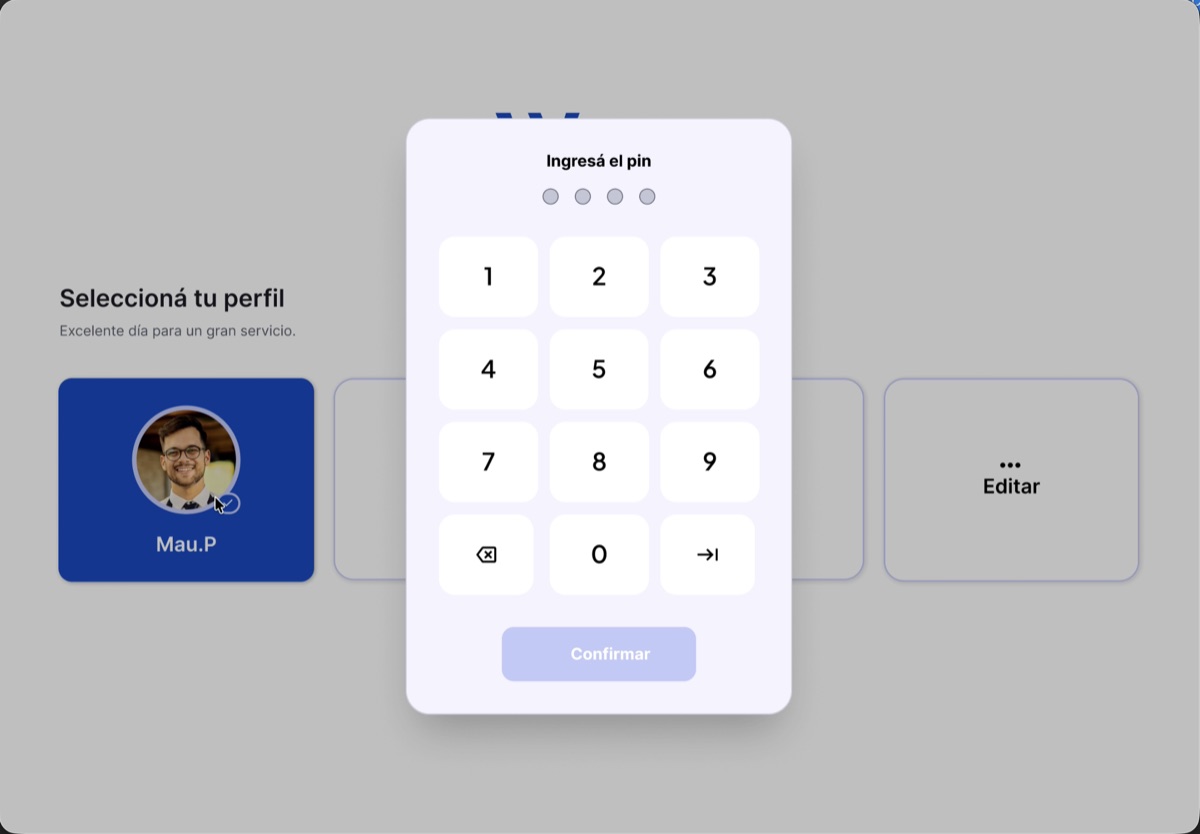 Ingresá el pin
1 2 3
Seleccioná tu perfil
Excelente día para un gran servicio.
4 5 6
7 8 9
Mau.P
0
...
Editar
Confirmar